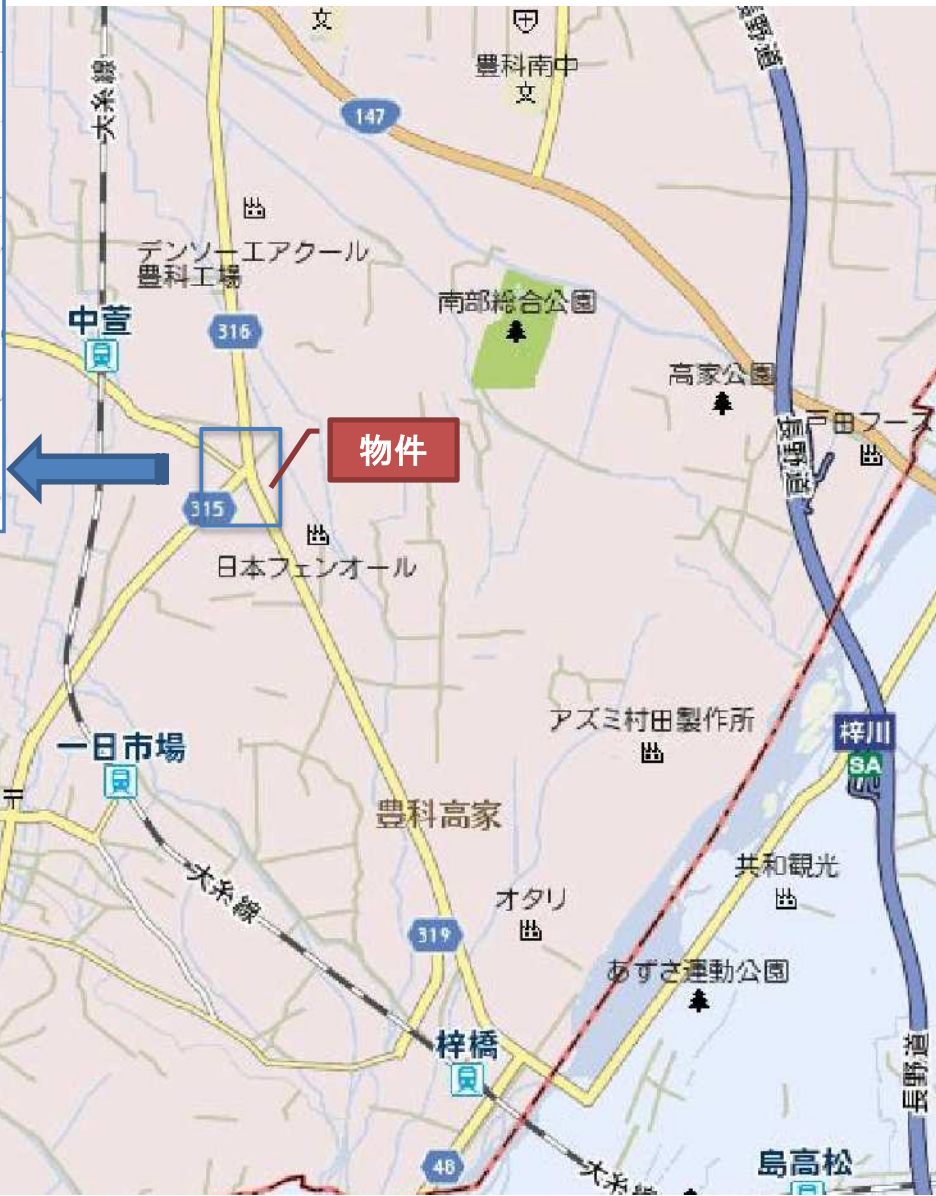 大糸線
豊科南中
長野道
147
デンソーエアクール
豊科工場
南部総合公園
中萱
316
高家公園
物件
戸田フーズ
長野道
315
日本フェンオール
アズミ村田製作所
梓川
SA
一日市場
豊科高家
共和観光
大糸線
オタリ
319
あずさ運動公園
梓橋
長野道
48
大糸線
島高松